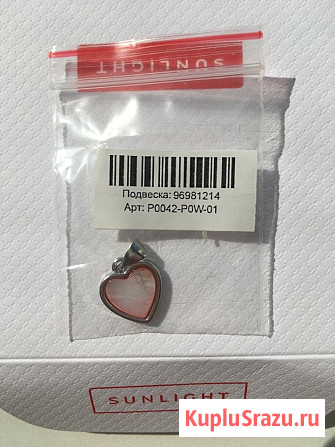 SUNLIGHT
Подвеска: 96981214
Арт: P0042-P0W-01
SUNLIGHT
KupluSrazu.ru